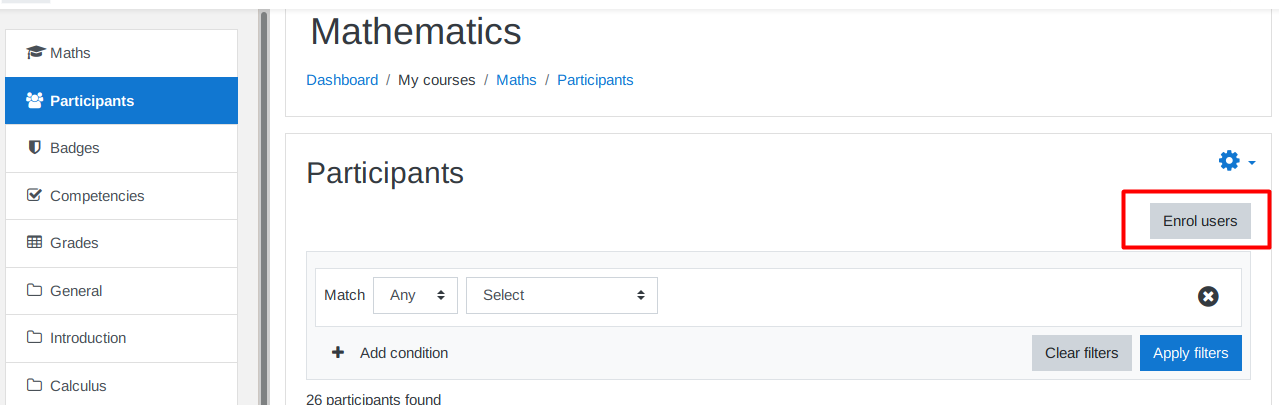 Mathematics
Dashboard / My courses / Maths / Participants
Maths
Participants
Badges
Competencies
Grades
General
Introduction
Calculus
Participants
Enrol users
Match Any Select
Add condition
Clear filters Apply filters
26 participants found